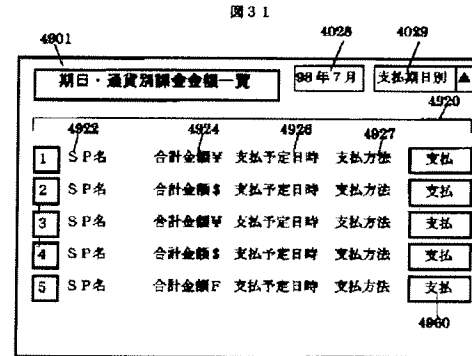 図31
4901 4028 4029
期日・通貨別課金金額一覧 98年7月 支払期日別 ▲
4920
4922 4924 4926 4927
1 SP名 合計金額¥ 支払予定日時 支払方法 支払
2 SP名 合計金額$ 支払予定日時 支払方法 支払
3 SP名 合計金額¥ 支払予定日時 支払方法 支払
4 SP名 合計金額$ 支払予定日時 支払方法 支払
5 SP名 合計金額F 支払予定日時 支払方法 支払
4960